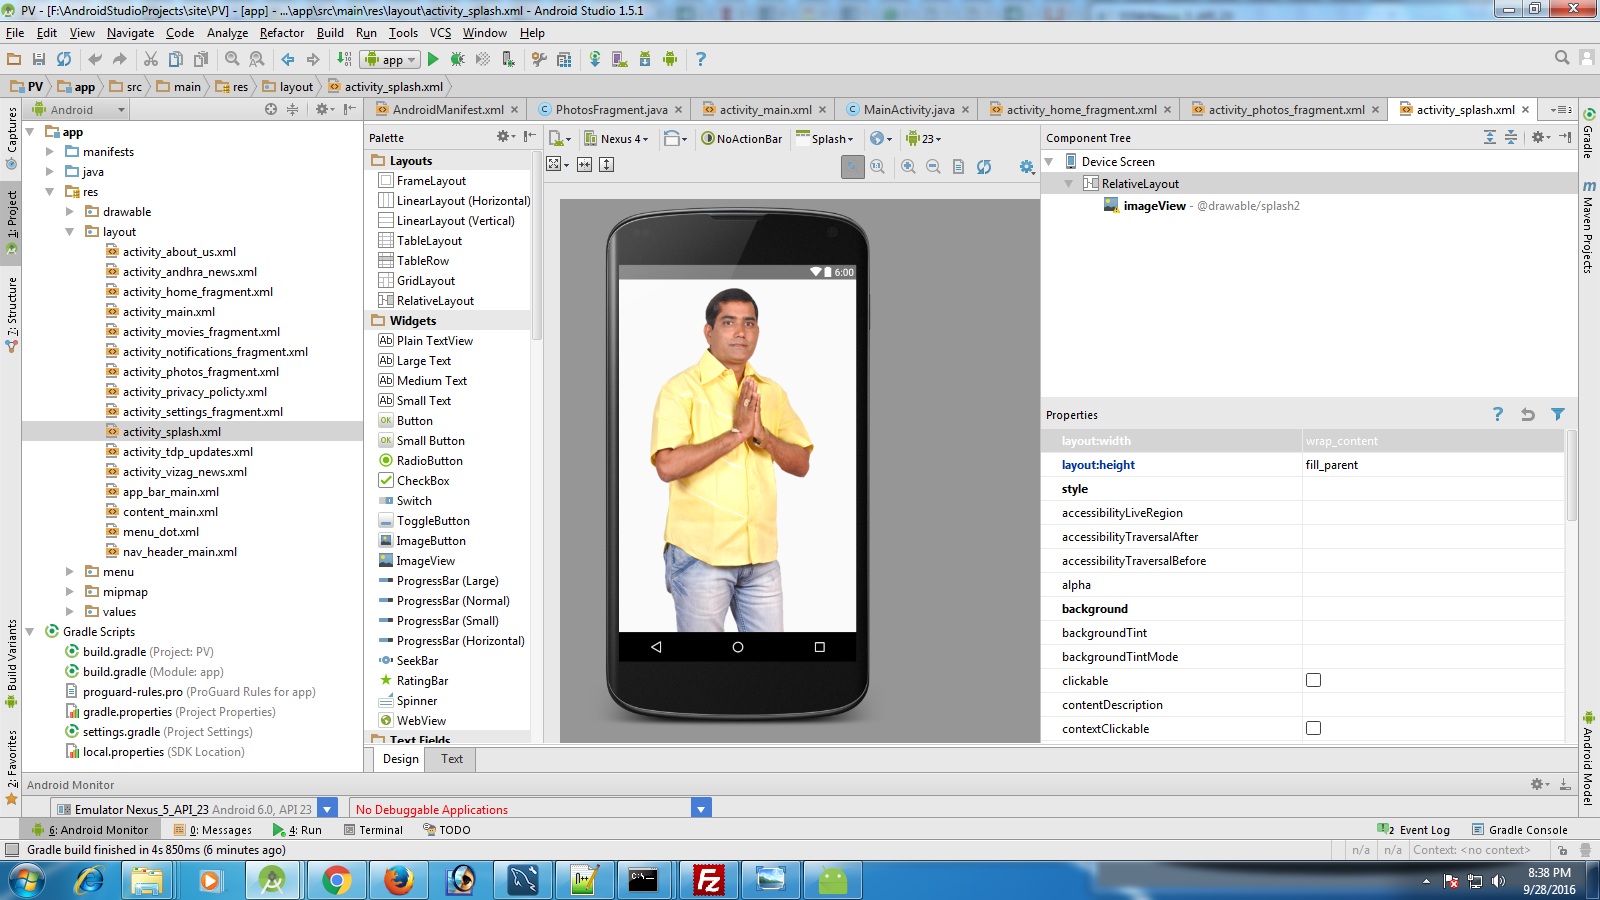 PV - [F:\AndroidStudioProjects\site\PV] - [app] - ...\app\src\main\res\layout\activity_splash.xml - Android Studio 1.5.1
File Edit View Navigate Code Analyze Refactor Build Run Tools VCS Window Help
app
PV app src main res layout activity_splash.xml
Android
AndroidManifest.xml PhotosFragment.java activity_main.xml MainActivity.java activity_home_fragment.xml activity_photos_fragment.xml activity_splash.xml
Captures
1: Project
7: Structure
Build Variants
2: Favorites
app
manifests
java
res
drawable
layout
activity_about_us.xml
activity_andhra_news.xml
activity_home_fragment.xml
activity_main.xml
activity_movies_fragment.xml
activity_notifications_fragment.xml
activity_photos_fragment.xml
activity_privacy_policty.xml
activity_settings_fragment.xml
activity_splash.xml
activity_tdp_updates.xml
activity_vizag_news.xml
app_bar_main.xml
content_main.xml
menu_dot.xml
nav_header_main.xml
menu
mipmap
values
Gradle Scripts
build.gradle (Project: PV)
build.gradle (Module: app)
proguard-rules.pro (ProGuard Rules for app)
gradle.properties (Project Properties)
settings.gradle (Project Settings)
local.properties (SDK Location)
Palette
Layouts
FrameLayout
LinearLayout (Horizontal)
LinearLayout (Vertical)
TableLayout
TableRow
GridLayout
RelativeLayout
Widgets
Ab Plain TextView
Ab Large Text
Ab Medium Text
Ab Small Text
OK Button
OK Small Button
RadioButton
CheckBox
Switch
ToggleButton
ImageButton
ImageView
ProgressBar (Large)
ProgressBar (Normal)
ProgressBar (Small)
ProgressBar (Horizontal)
SeekBar
RatingBar
Spinner
WebView
Text Fields
Nexus 4 NoActionBar Splash 23
6:00
Design Text
Component Tree
Device Screen
RelativeLayout
imageView - @drawable/splash2
Properties
layout:width wrap_content
layout:height fill_parent
style
accessibilityLiveRegion
accessibilityTraversalAfter
accessibilityTraversalBefore
alpha
background
backgroundTint
backgroundTintMode
clickable
contentDescription
contextClickable
Gradle
Maven Projects
Android Model
Android Monitor
Emulator Nexus_5_API_23 Android 6.0, API 23 No Debuggable Applications
6: Android Monitor 0: Messages 4: Run Terminal TODO 2 Event Log Gradle Console
Gradle build finished in 4s 850ms (6 minutes ago) n/a n/a Context: <no context>
8:38 PM
9/28/2016